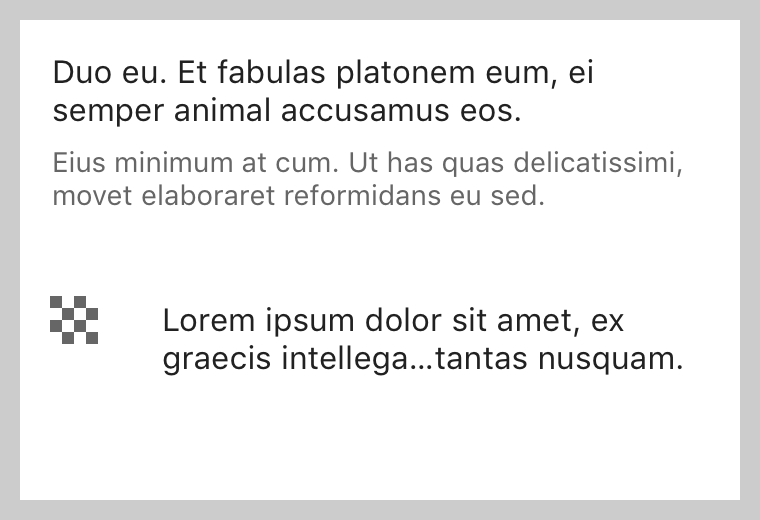 Duo eu. Et fabulas platonem eum, ei
semper animal accusamus eos.
Eius minimum at cum. Ut has quas delicatissimi,
movet elaboraret reformidans eu sed.
Lorem ipsum dolor sit amet, ex
graecis intellega…tantas nusquam.